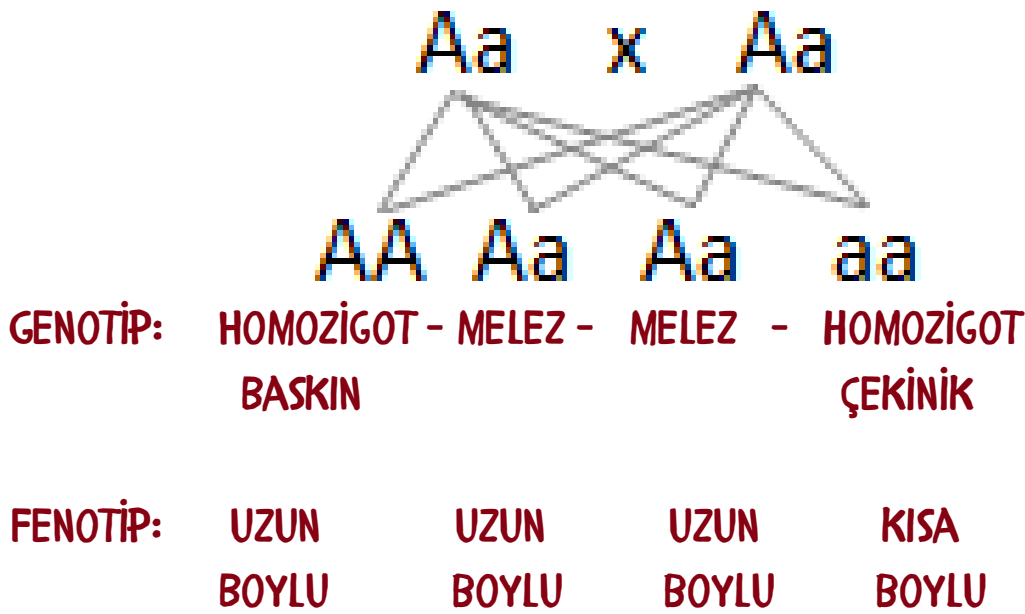 Aa x Aa
AA Aa Aa aa
GENOTİP: HOMOZİGOT - MELEZ - MELEZ - HOMOZİGOT
BASKIN ÇEKİNİK
FENOTİP: UZUN UZUN UZUN KISA
BOYLU BOYLU BOYLU BOYLU